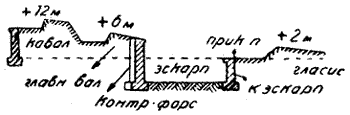 +12м
+6м
прик п
+2м
кавал
эскарп
гласис
главн вал
контр-форс
к эскарп